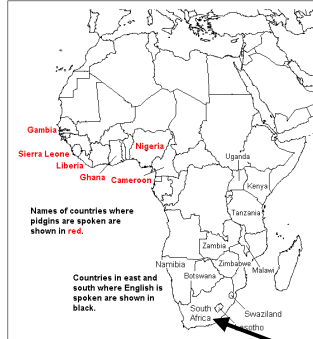 Gambia
Sierra Leone
Liberia
Ghana
Nigeria
Cameroon
Uganda
Kenya
Tanzania
Names of countries where
pidgins are spoken are
shown in red.
Zambia
Malawi
Namibia
Zimbabwe
Botswana
Countries in east and
south where English is
spoken are shown in
black.
South
Africa
Swaziland
Lesotho